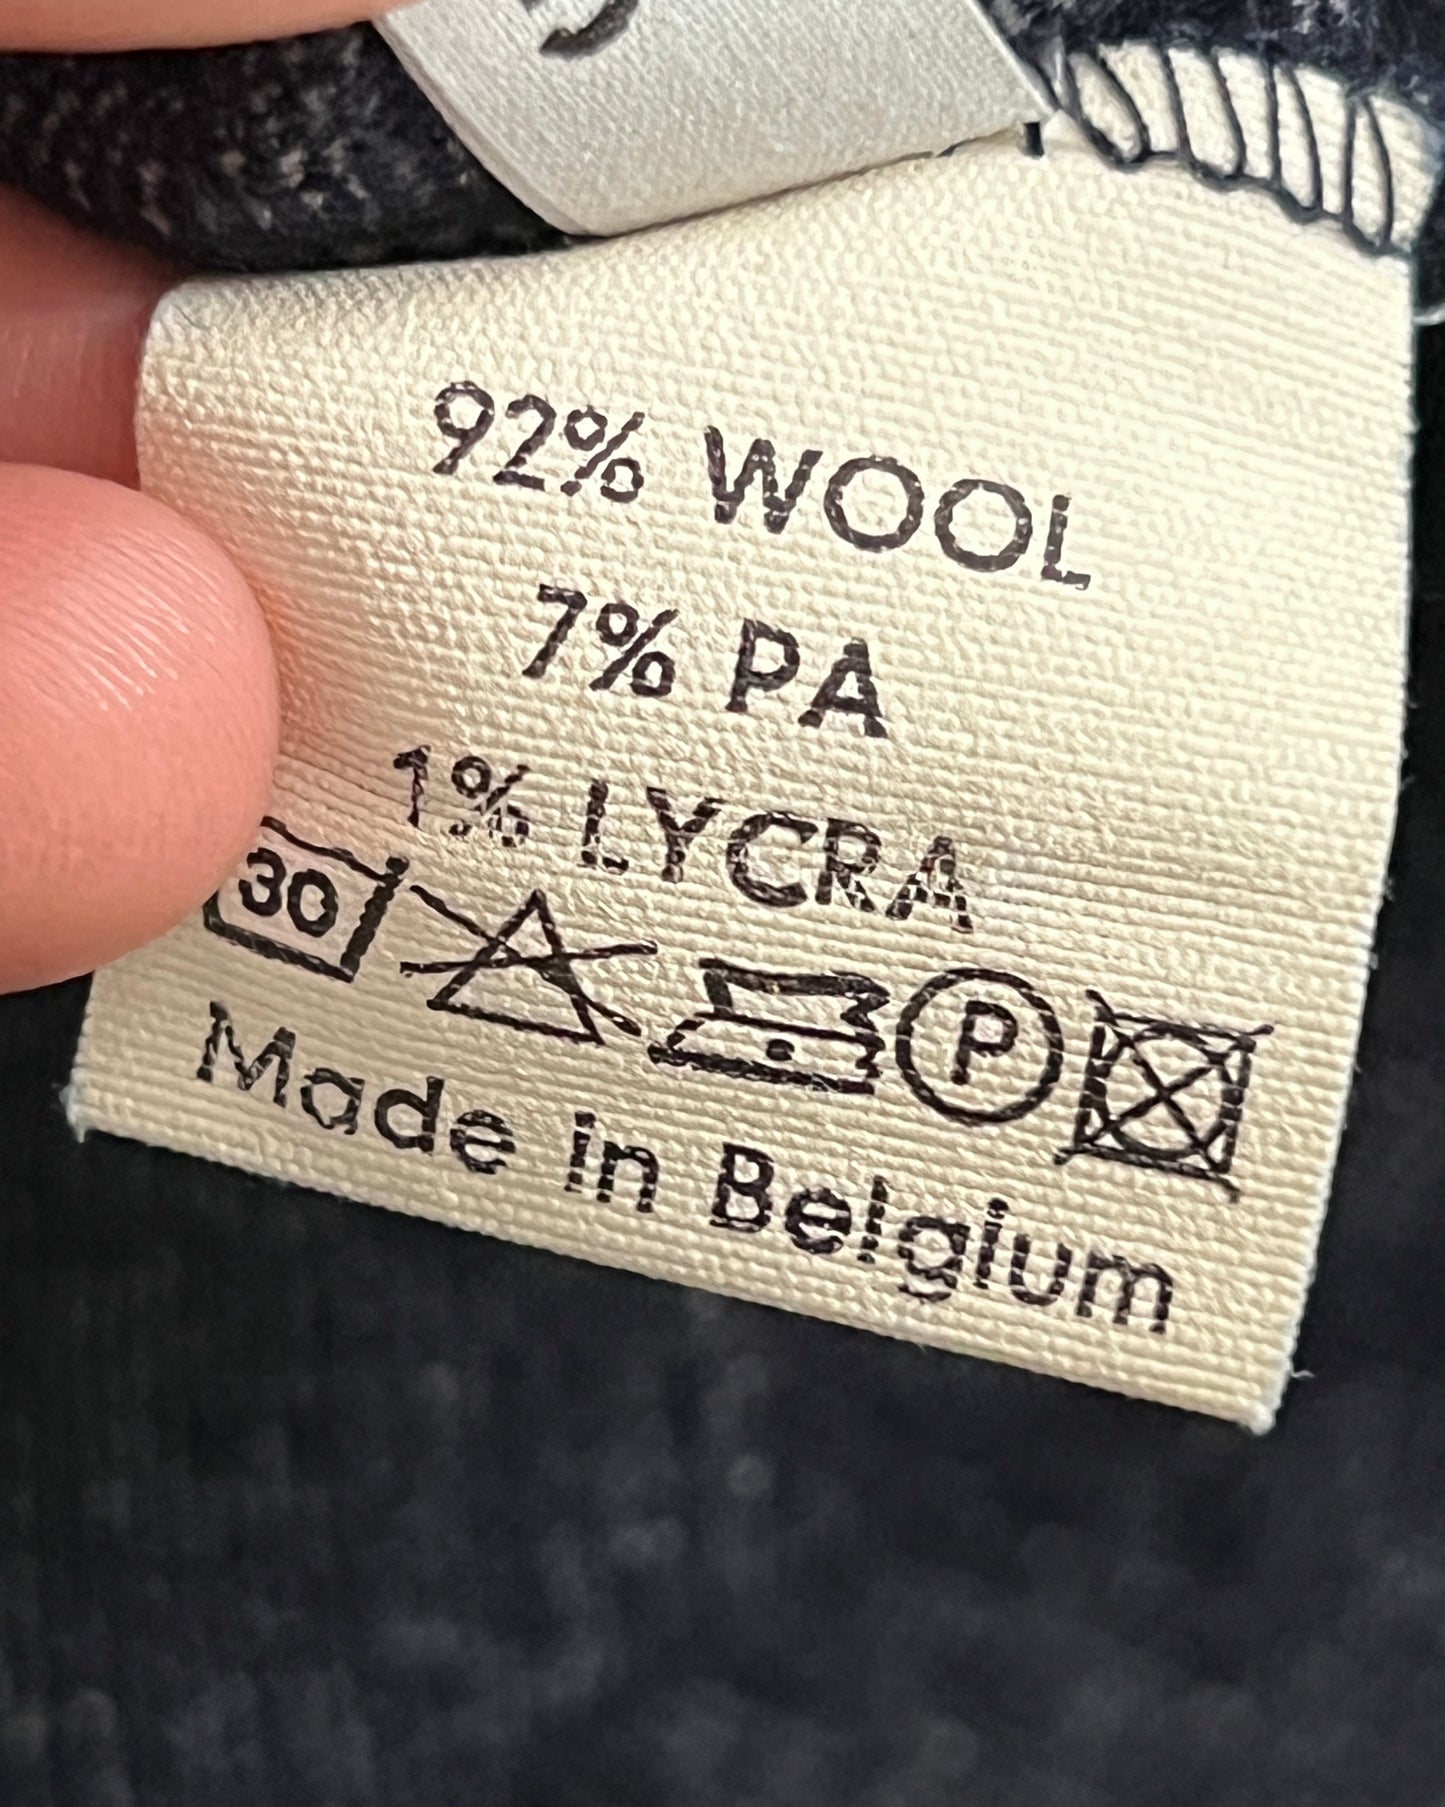 92% WOOL
7% PA
1% LYCRA
30 P
Made in Belgium